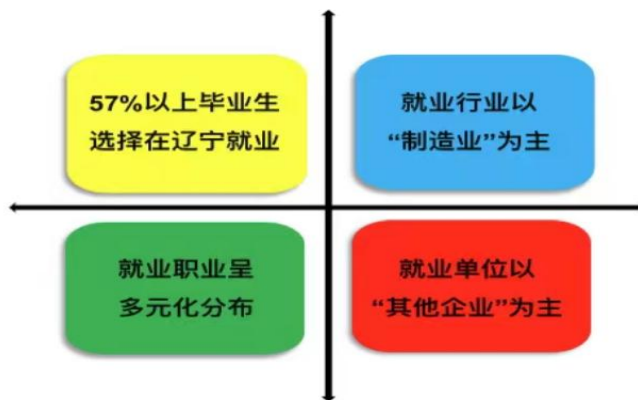 57%以上毕业生
选择在辽宁就业
就业行业以
“制造业”为主
就业职业呈
多元化分布
就业单位以
“其他企业”为主